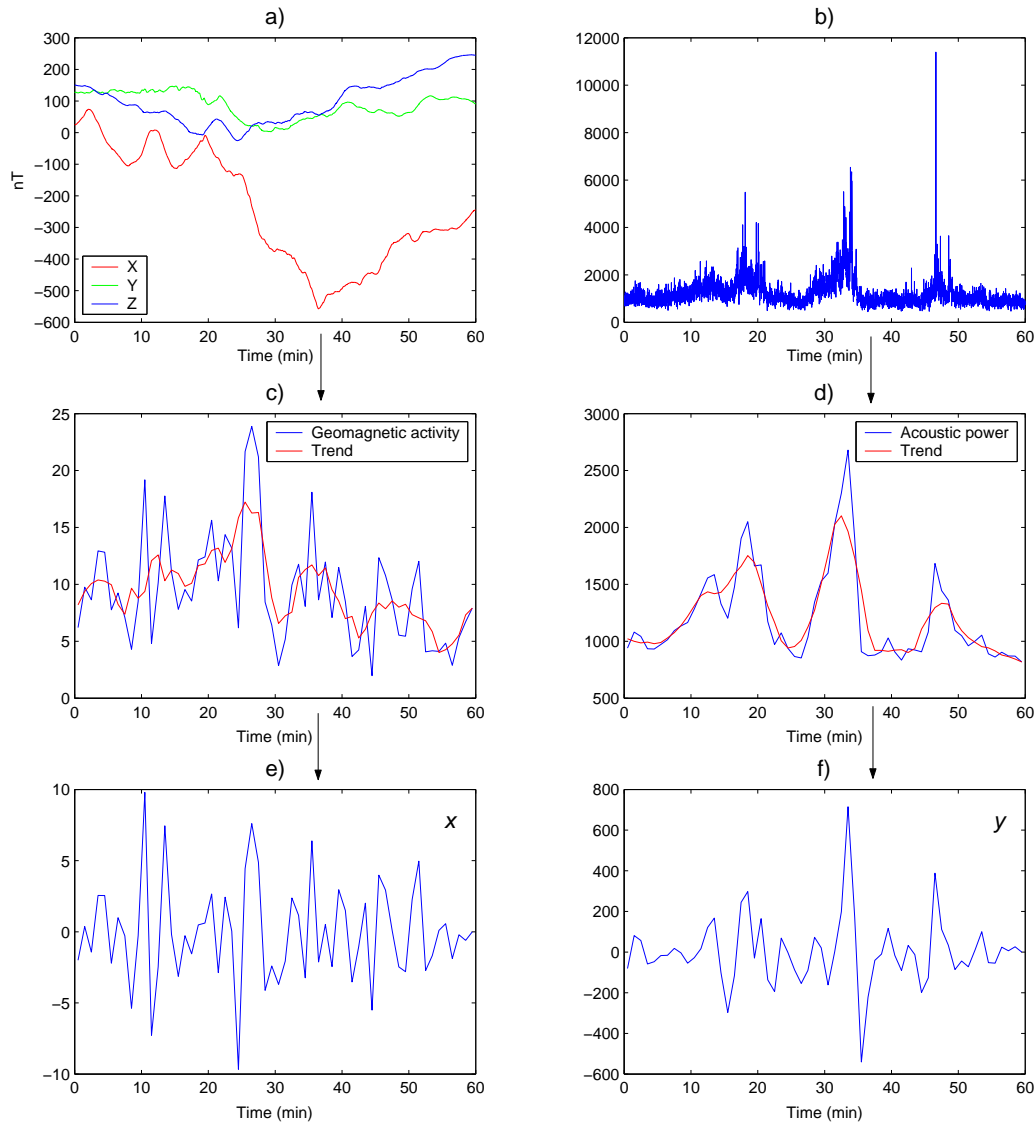 a)
300
200
100
0
−100
−200
−300
−400
−500
−600
nT
X
Y
Z
0 10 20 30 40 50 60
Time (min)
b)
12000
10000
8000
6000
4000
2000
0
0 10 20 30 40 50 60
Time (min)
c)
25
20
15
10
5
0
Geomagnetic activity
Trend
0 10 20 30 40 50 60
Time (min)
d)
3000
2500
2000
1500
1000
500
Acoustic power
Trend
0 10 20 30 40 50 60
Time (min)
e)
10
5
0
−5
−10
x
0 10 20 30 40 50 60
Time (min)
f)
800
600
400
200
0
−200
−400
−600
y
0 10 20 30 40 50 60
Time (min)